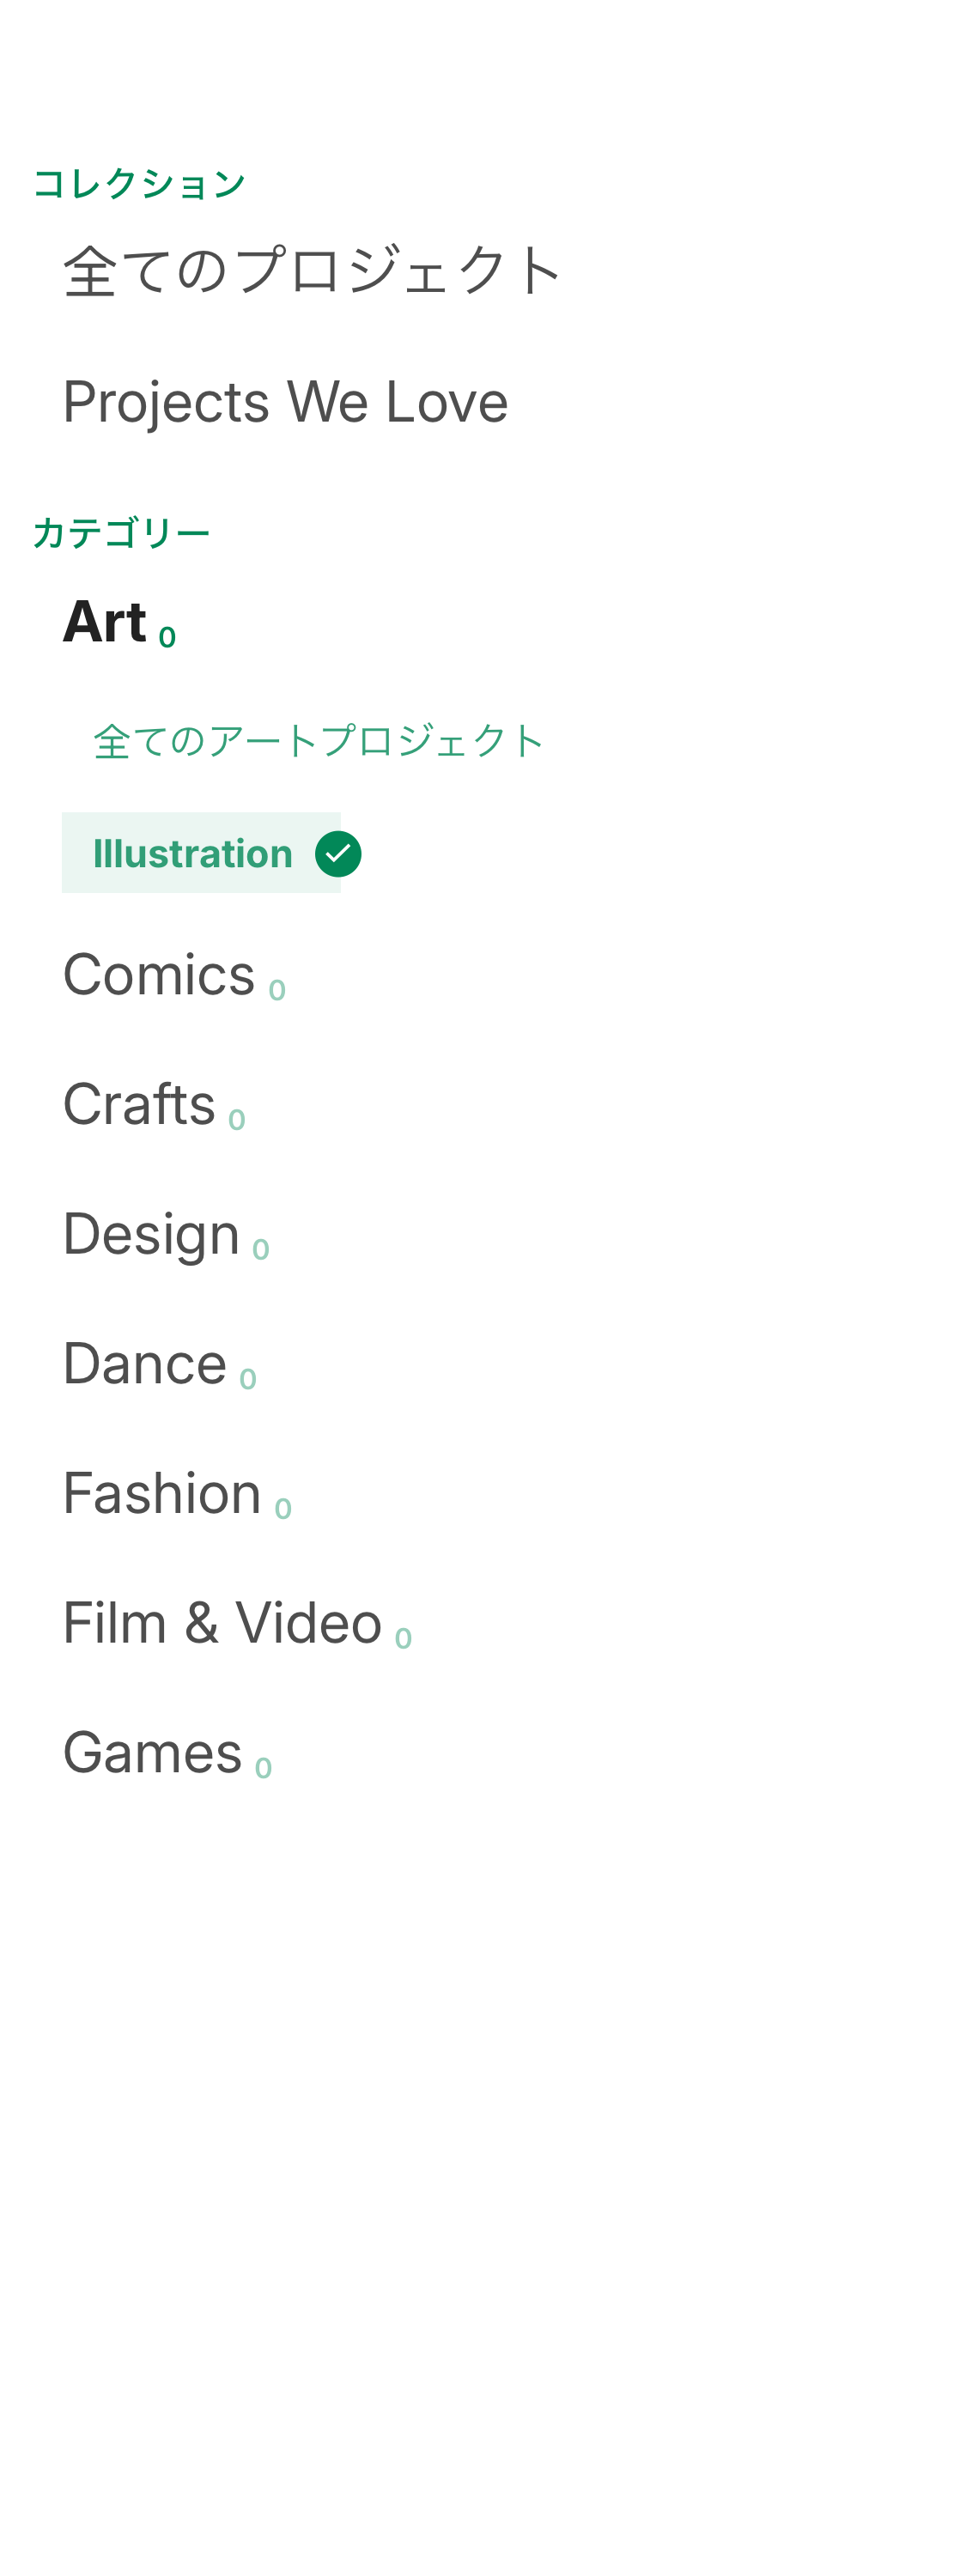 コレクション
全てのプロジェクト
Projects We Love
カテゴリー
Art 0
全てのアートプロジェクト
Illustration
Comics 0
Crafts 0
Design 0
Dance 0
Fashion 0
Film & Video 0
Games 0